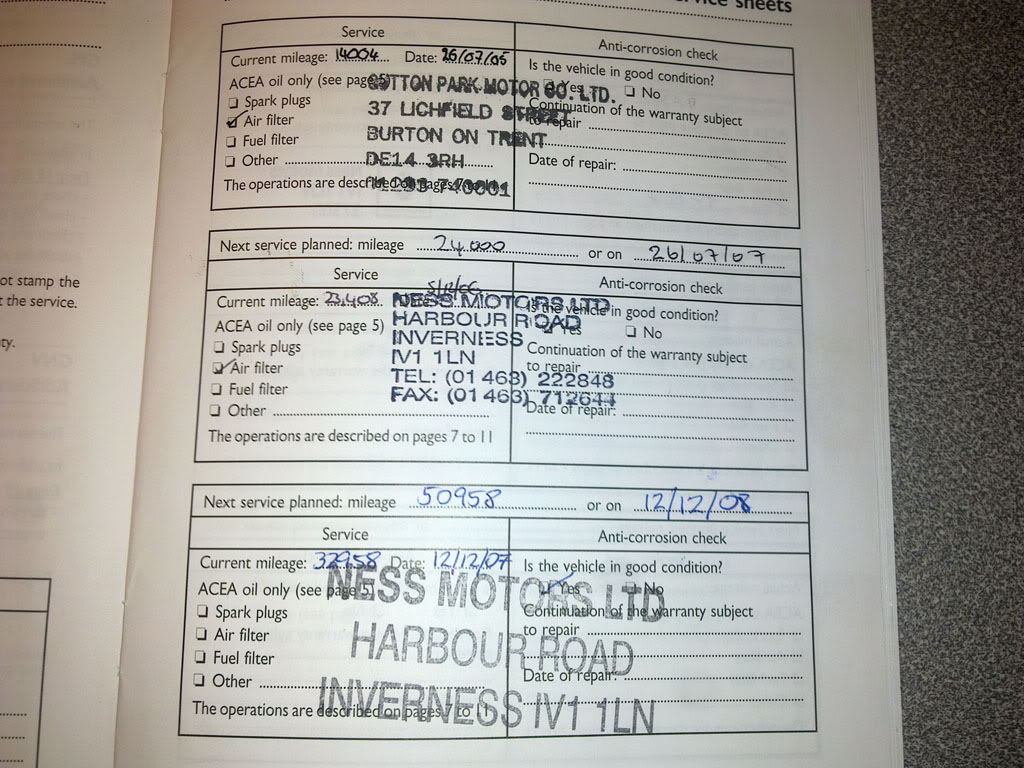 service sheets
Service
Anti-corrosion check
Current mileage: 14004 Date: 26/07/05
Is the vehicle in good condition?
ACEA oil only (see page 5)
SUTTON PARK MOTOR CO. LTD.
Yes No
Spark plugs
Continuation of the warranty subject
Air filter
37 LICHFIELD STREET
to repair
Fuel filter
BURTON ON TRENT
Other
DE14 3RH
Date of repair:
The operations are described on pages 7 to 11
Next service planned: mileage 24,000 or on 26/07/07
ot stamp the
t the service.
ty.
Service
Anti-corrosion check
Current mileage: 23,408
NESS MOTORS LTD
Is the vehicle in good condition?
ACEA oil only (see page 5)
HARBOUR ROAD
Yes No
Spark plugs
INVERNESS
Continuation of the warranty subject
Air filter
IV1 1LN
to repair
Fuel filter
TEL: (01463) 222848
Other
FAX: (01463) 712644
Date of repair:
The operations are described on pages 7 to 11
Next service planned: mileage 50958 or on 12/12/08
Service
Anti-corrosion check
Current mileage: 32958 Date: 12/12/07
Is the vehicle in good condition?
ACEA oil only (see page 5)
NESS MOTORS LTD
Yes No
Spark plugs
Continuation of the warranty subject
Air filter
to repair
HARBOUR ROAD
Fuel filter
Date of repair:
Other
INVERNESS IV1 1LN
The operations are described on pages 7 to 11